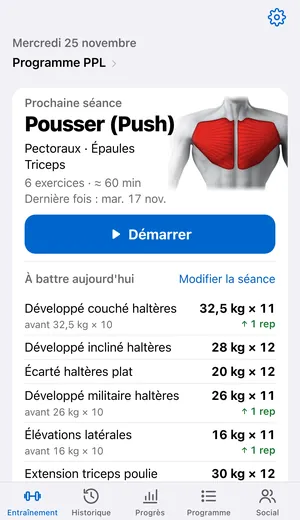 Mercredi 25 novembre
Programme PPL
Prochaine séance
Pousser (Push)
Pectoraux · Épaules
Triceps
6 exercices · ≈ 60 min
Dernière fois : mar. 17 nov.
Démarrer
À battre aujourd'hui Modifier la séance
Développé couché haltères 32,5 kg × 11
avant 32,5 kg × 10 ↑ 1 rep
Développé incliné haltères 28 kg × 12
Écarté haltères plat 20 kg × 12
Développé militaire haltères 26 kg × 11
avant 26 kg × 10 ↑ 1 rep
Élévations latérales 16 kg × 11
avant 16 kg × 10 ↑ 1 rep
Extension triceps poulie 30 kg × 12
Entraînement Historique Progrès Programme Social